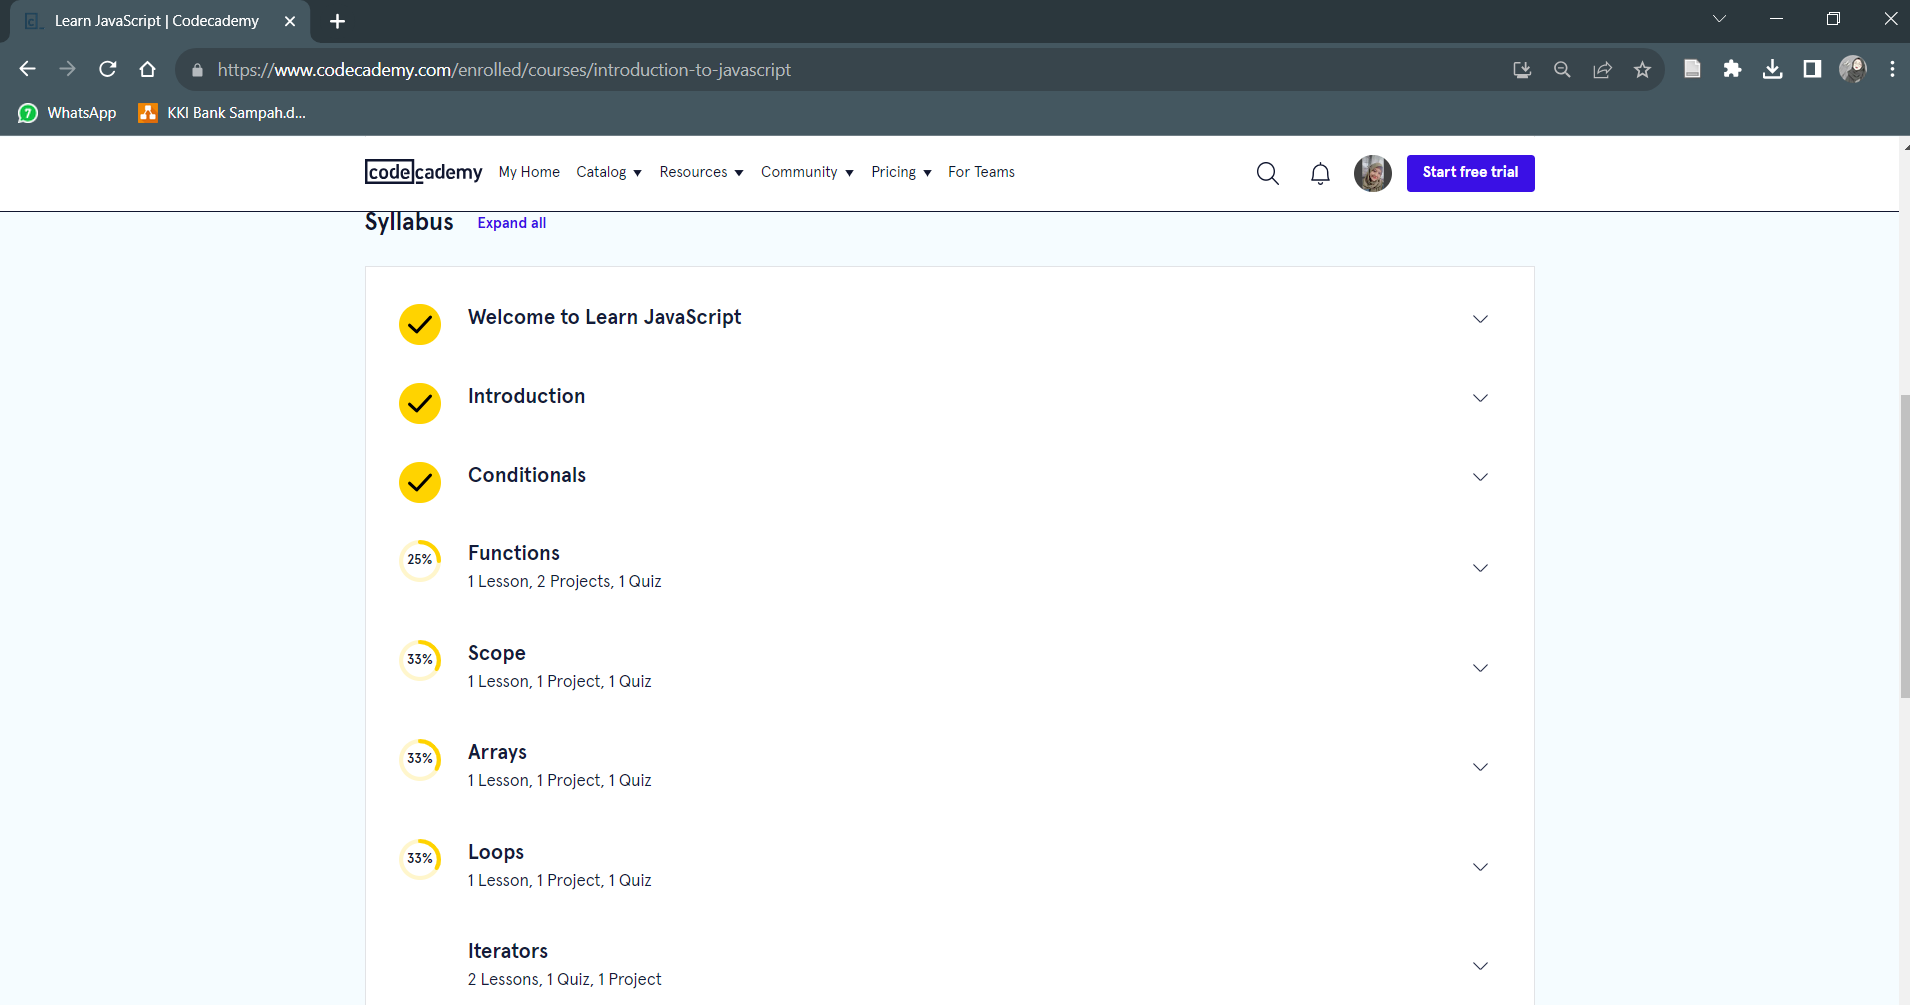 Learn JavaScript | Codecademy
https://www.codecademy.com/enrolled/courses/introduction-to-javascript
7 WhatsApp KKI Bank Sampah.d...
codecademy My Home Catalog Resources Community Pricing For Teams Start free trial
Syllabus Expand all
Welcome to Learn JavaScript
Introduction
Conditionals
25% Functions
1 Lesson, 2 Projects, 1 Quiz
33% Scope
1 Lesson, 1 Project, 1 Quiz
33% Arrays
1 Lesson, 1 Project, 1 Quiz
33% Loops
1 Lesson, 1 Project, 1 Quiz
Iterators
2 Lessons, 1 Quiz, 1 Project